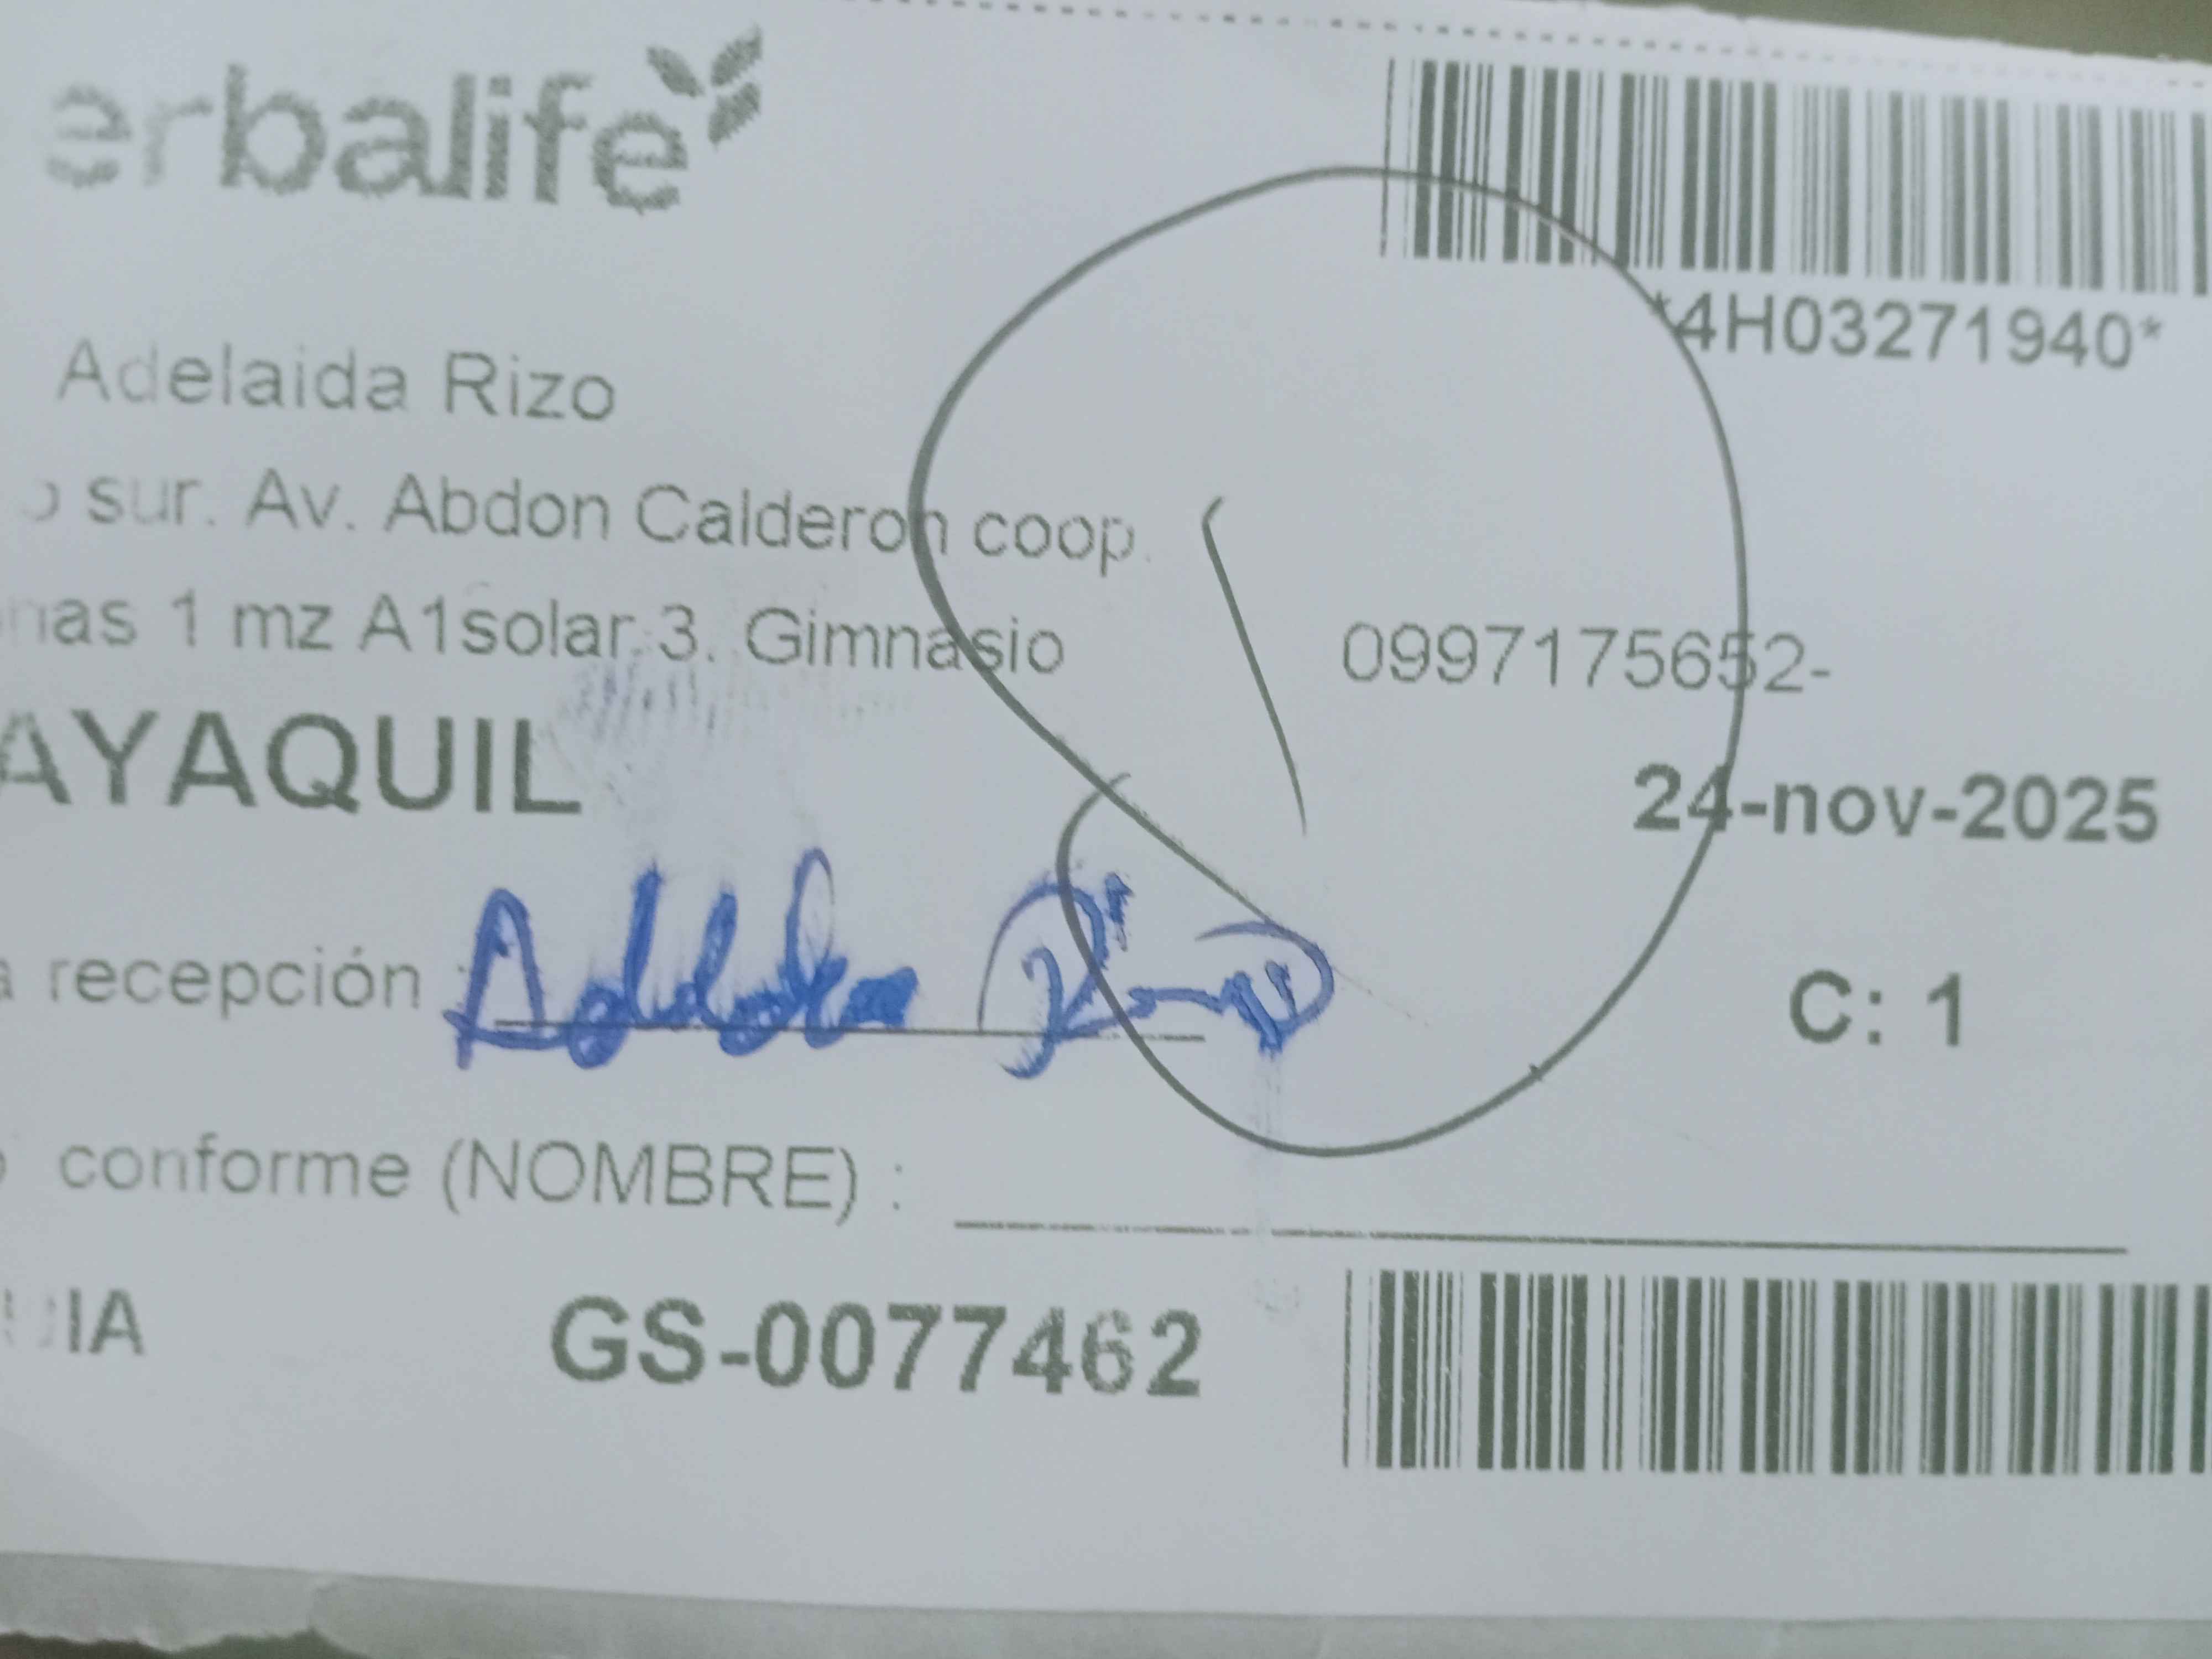 erbalife
*4H03271940*
Adelaida Rizo
sur. Av. Abdon Calderon coop.
nas 1 mz A1solar 3. Gimnasio 0997175652-
AYAQUIL
24-nov-2025
a recepción
C: 1
conforme (NOMBRE) :
IA GS-0077462